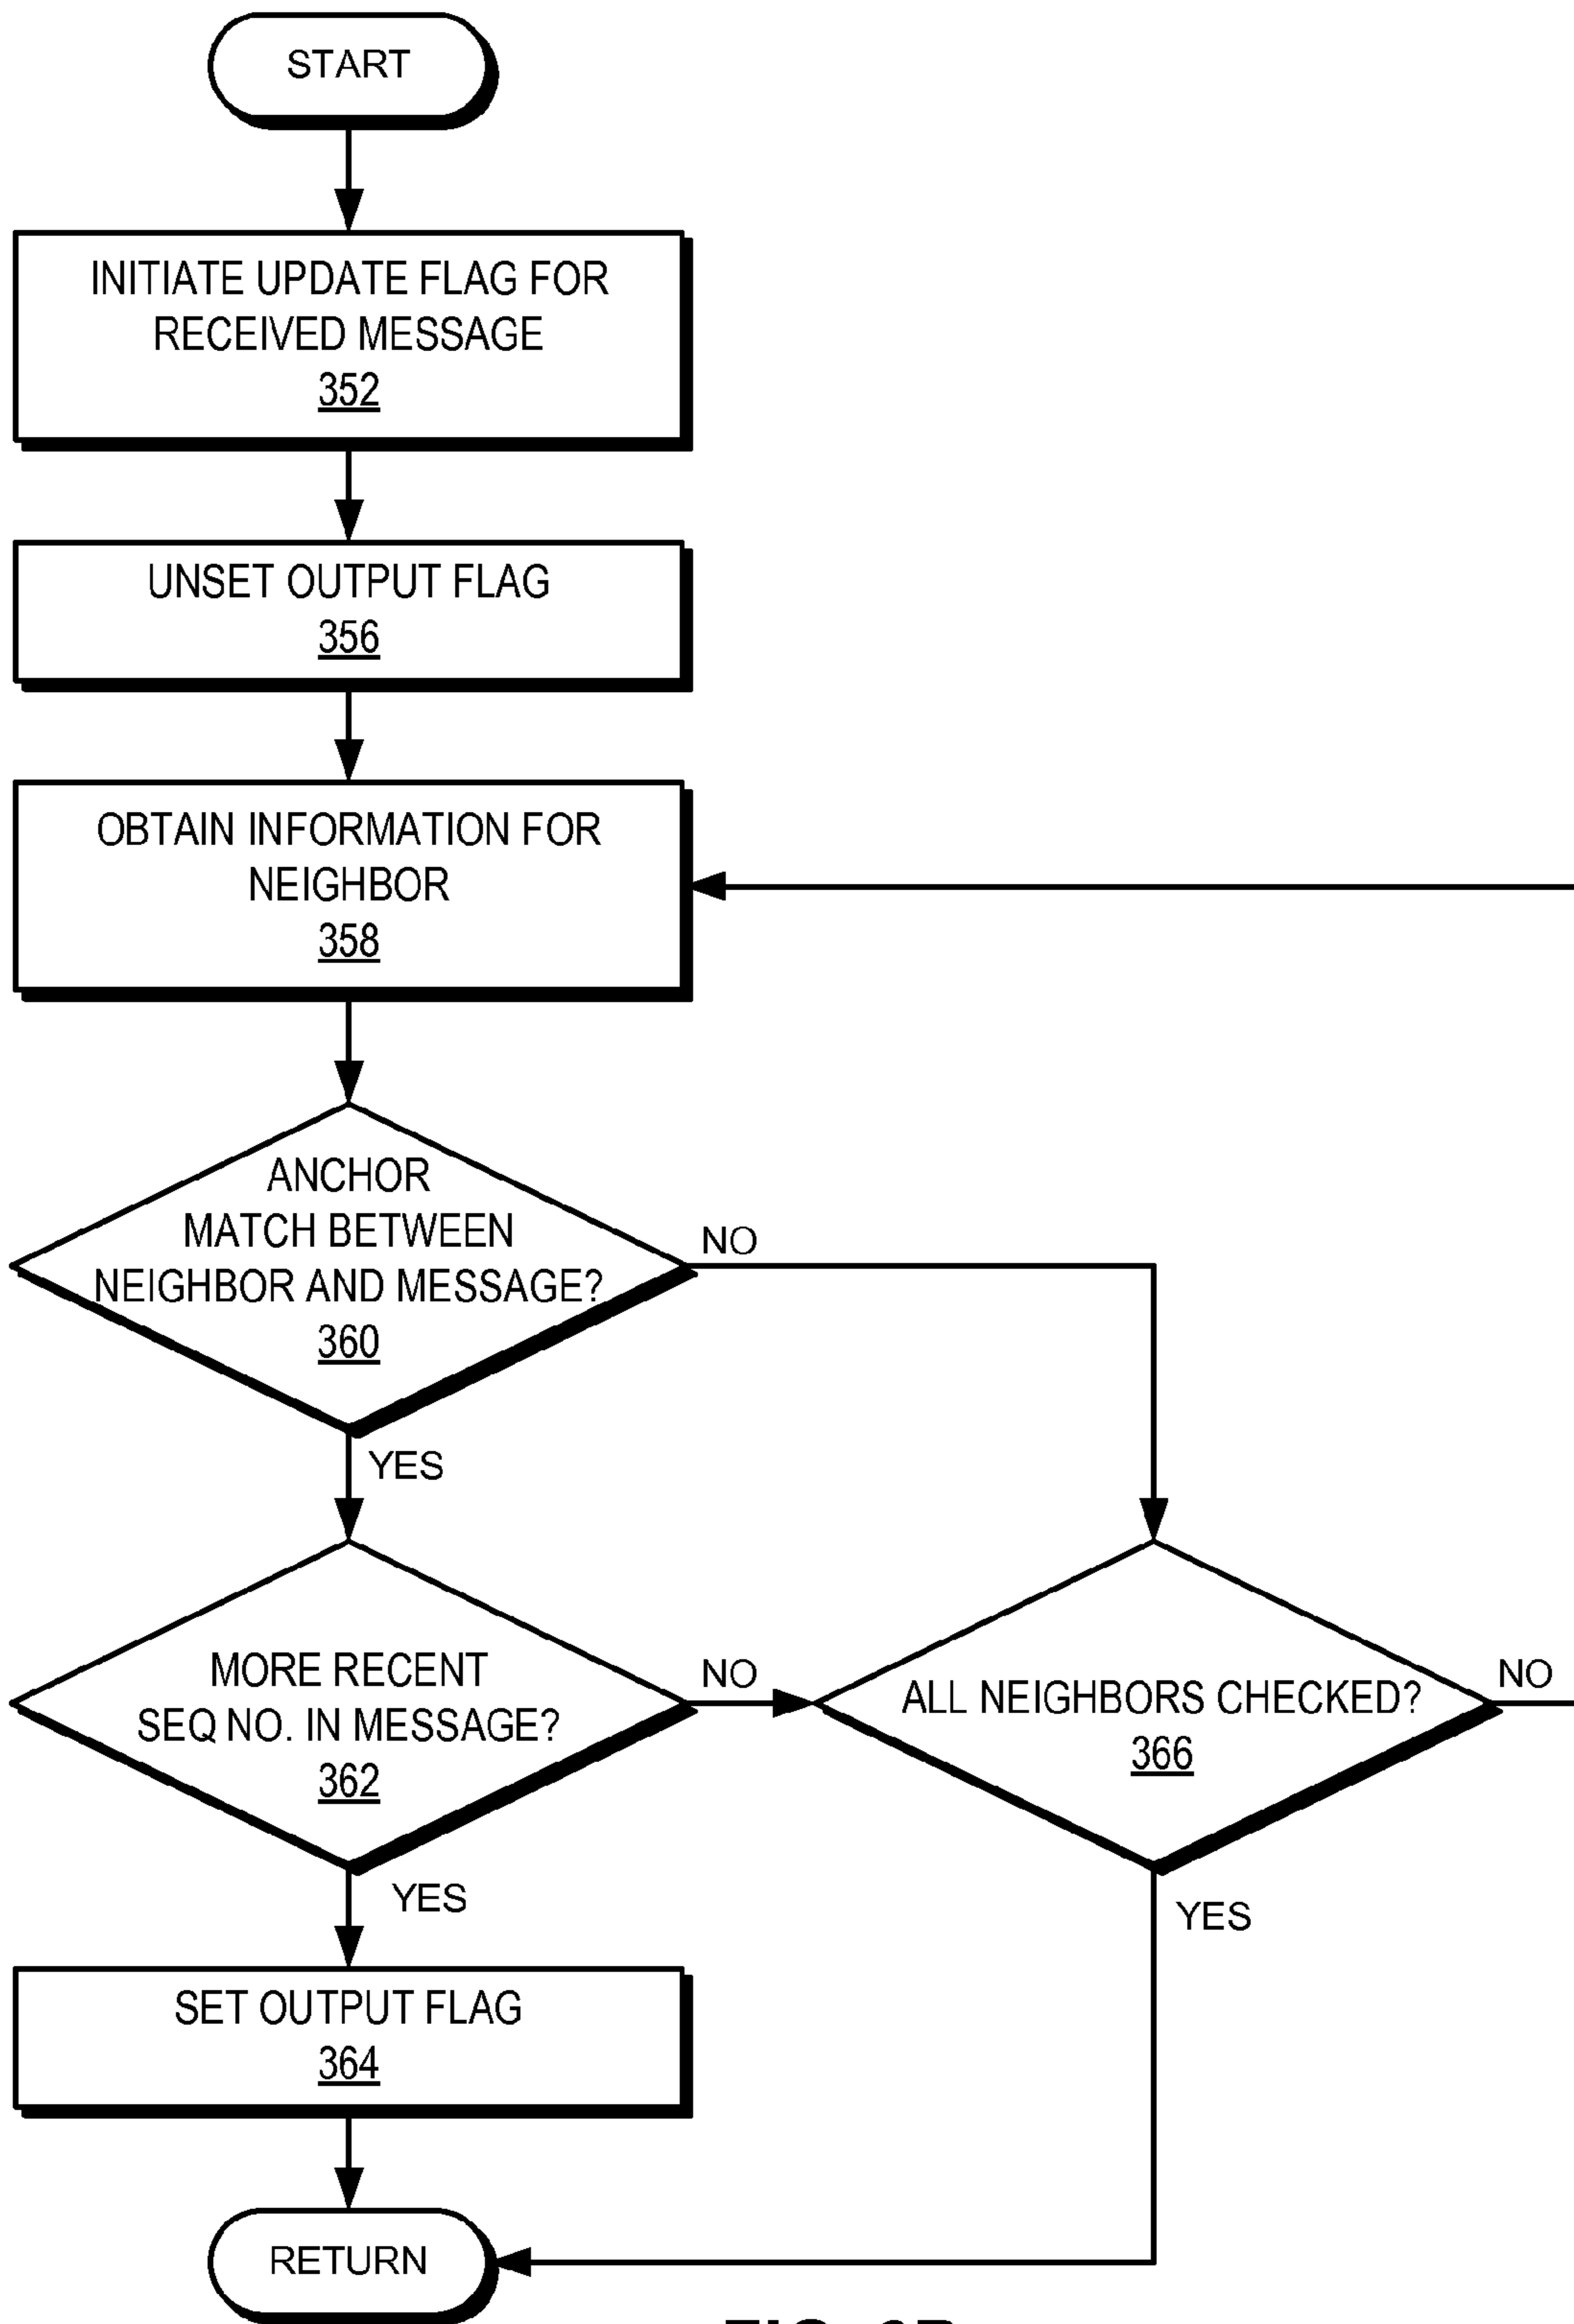 START
INITIATE UPDATE FLAG FOR
RECEIVED MESSAGE
352
UNSET OUTPUT FLAG
356
OBTAIN INFORMATION FOR
NEIGHBOR
358
ANCHOR
MATCH BETWEEN
NEIGHBOR AND MESSAGE?
360
NO
YES
MORE RECENT
SEQ NO. IN MESSAGE?
362
NO
ALL NEIGHBORS CHECKED?
366
NO
YES
YES
SET OUTPUT FLAG
364
RETURN